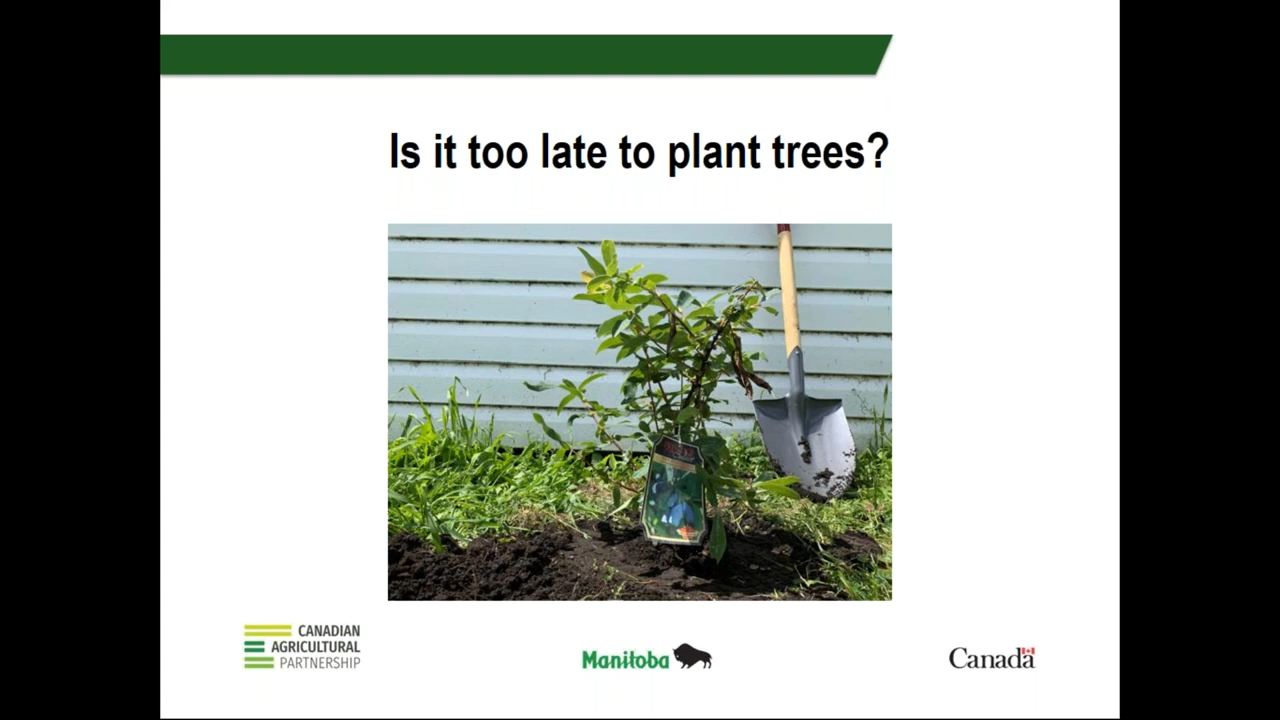 Is it too late to plant trees?
CANADIAN
AGRICULTURAL
PARTNERSHIP
Manitoba
Canada